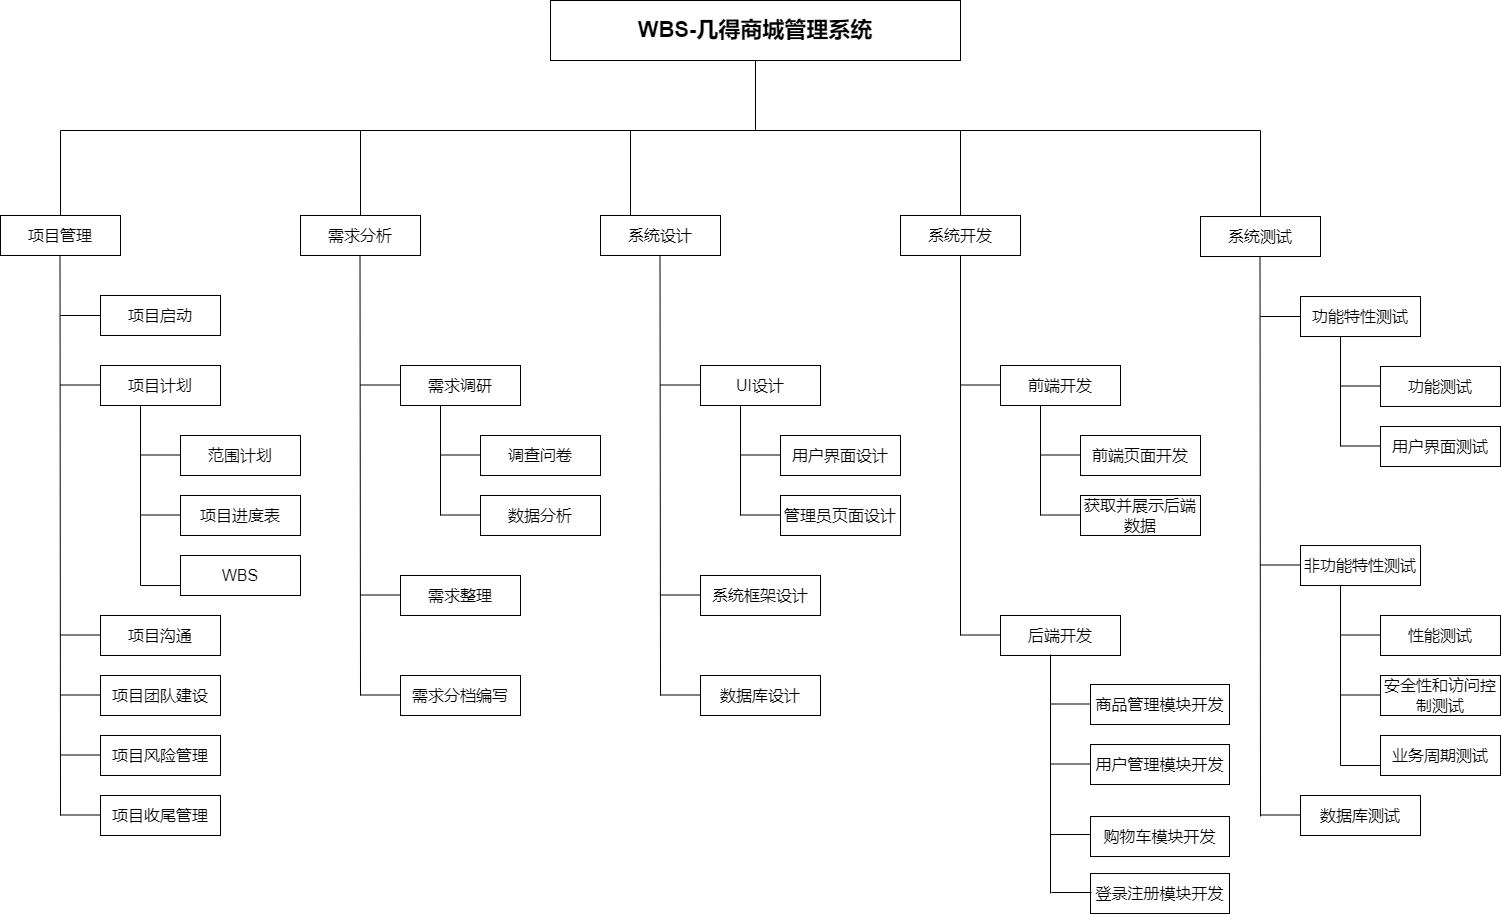 WBS-几得商城管理系统
项目管理
项目启动
项目计划
范围计划
项目进度表
WBS
项目沟通
项目团队建设
项目风险管理
项目收尾管理
需求分析
需求调研
调查问卷
数据分析
需求整理
需求分档编写
系统设计
UI设计
用户界面设计
管理员页面设计
系统框架设计
数据库设计
系统开发
前端开发
前端页面开发
获取并展示后端
数据
后端开发
商品管理模块开发
用户管理模块开发
购物车模块开发
登录注册模块开发
系统测试
功能特性测试
功能测试
用户界面测试
非功能特性测试
性能测试
安全性和访问控
制测试
业务周期测试
数据库测试